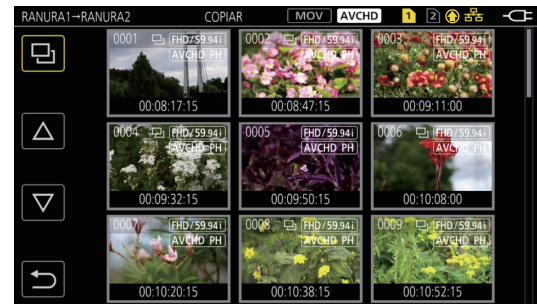 RANURA1→RANURA2 COPIAR MOV AVCHD 1 2
0001 FHD/59.94i AVCHD PH 00:08:17:15
0002 FHD/59.94i AVCHD PH 00:08:47:15
0003 FHD/59.94i AVCHD PH 00:09:11:00
0004 FHD/59.94i AVCHD PH 00:09:32:15
0005 FHD/59.94i AVCHD PH 00:09:50:15
0006 FHD/59.94i AVCHD PH 00:10:08:00
0007 FHD/59.94i AVCHD PH 00:10:20:15
0008 FHD/59.94i AVCHD PH 00:10:38:15
0009 FHD/59.94i AVCHD PH 00:10:52:15